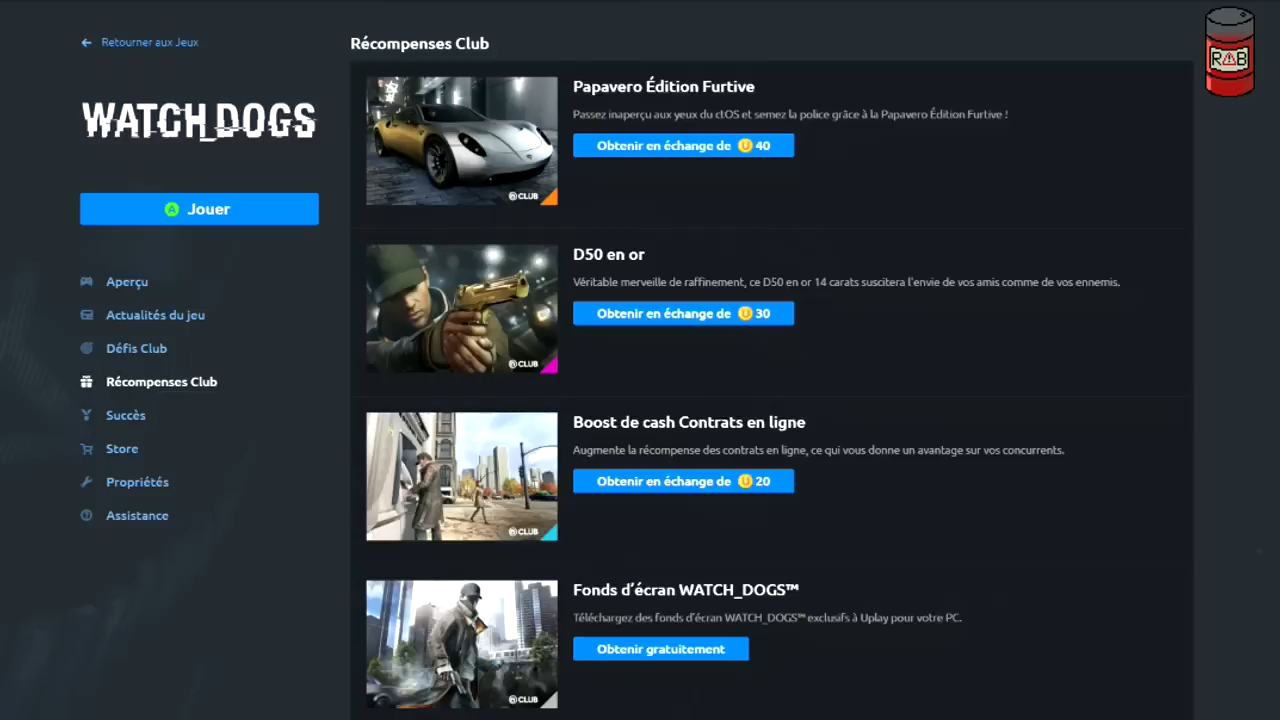 Retourner aux Jeux
WATCH_DOGS
Jouer
Aperçu
Actualités du jeu
Défis Club
Récompenses Club
Succès
Store
Propriétés
Assistance
Récompenses Club
Papavero Édition Furtive
Passez inaperçu aux yeux du ctOS et semez la police grâce à la Papavero Édition Furtive !
Obtenir en échange de U 40
CLUB
D50 en or
Véritable merveille de raffinement, ce D50 en or 14 carats suscitera l'envie de vos amis comme de vos ennemis.
Obtenir en échange de U 30
CLUB
Boost de cash Contrats en ligne
Augmente la récompense des contrats en ligne, ce qui vous donne un avantage sur vos concurrents.
Obtenir en échange de U 20
CLUB
Fonds d'écran WATCH_DOGS™
Téléchargez des fonds d'écran WATCH_DOGS™ exclusifs à Uplay pour votre PC.
Obtenir gratuitement
CLUB
R B